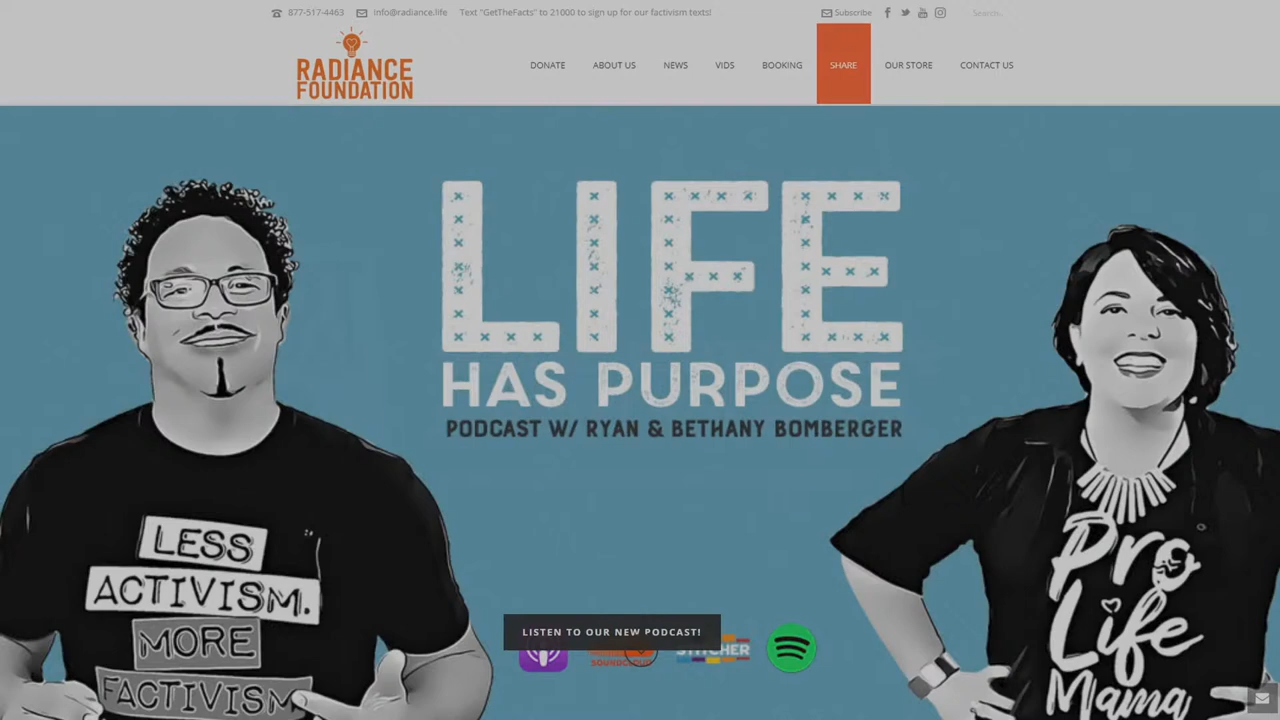 877-517-4463 info@radiance.life Text "GetTheFacts" to 21000 to sign up for our factivism texts! Subscribe Search..
RADIANCE
FOUNDATION
DONATE ABOUT US NEWS VIDS BOOKING SHARE OUR STORE CONTACT US
LIFE
HAS PURPOSE
PODCAST W/ RYAN & BETHANY BOMBERGER
LESS
ACTIVISM.
MORE
FACTIVISM
Pro
Life
Mama
LISTEN TO OUR NEW PODCAST!
SOUNDCLOUD STITCHER